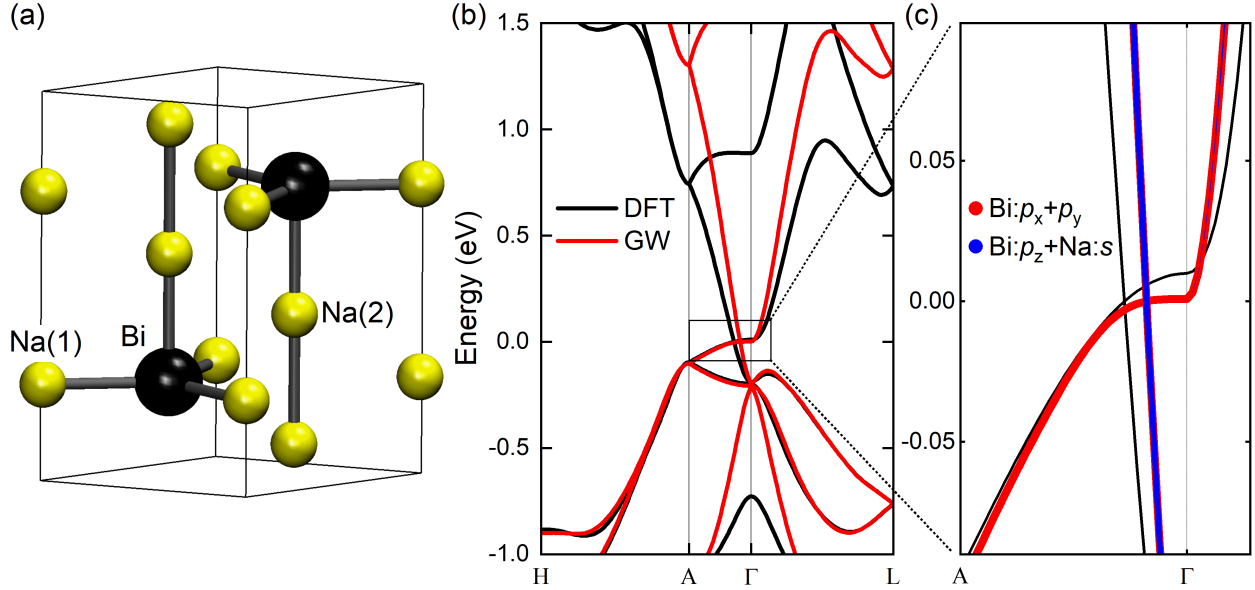 (a)
Na(1)
Bi
Na(2)
(b)
Energy (eV)
1.5
1.0
0.5
0.0
-0.5
-1.0
DFT
GW
H
A
Γ
L
(c)
0.05
0.00
-0.05
Bi:px+py
Bi:pz+Na:s
A
Γ